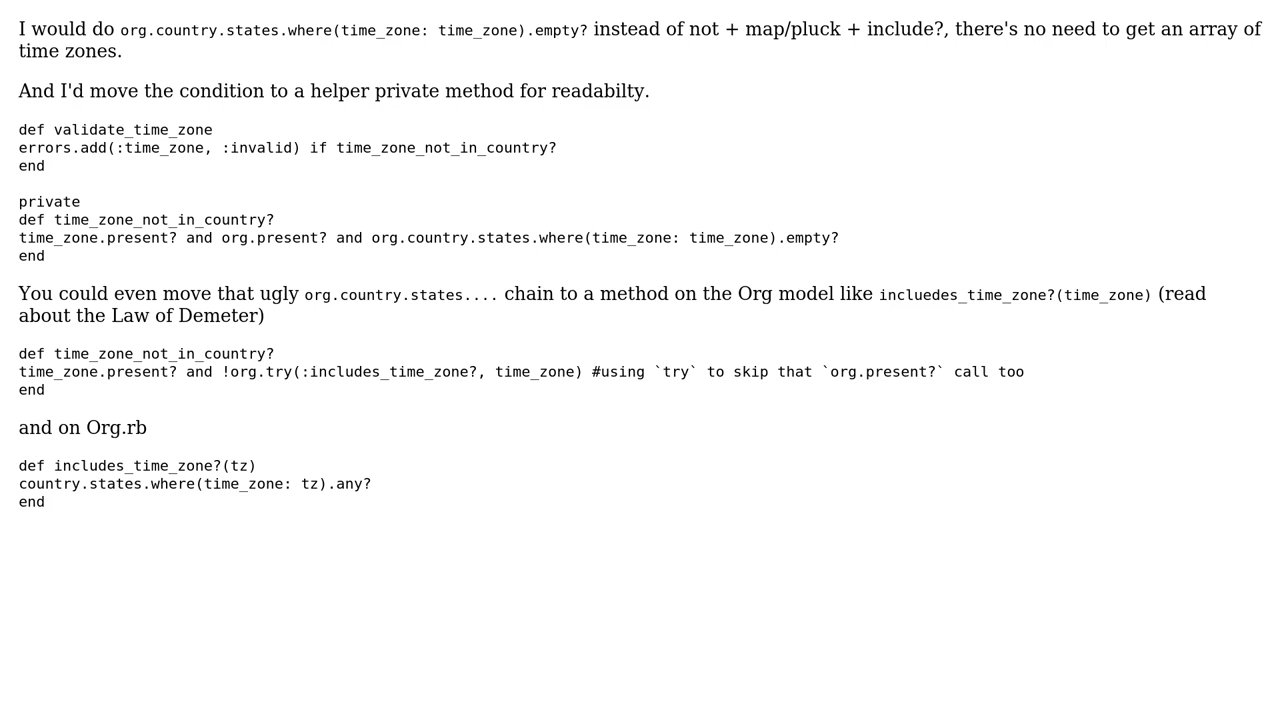 I would do org.country.states.where(time_zone: time_zone).empty? instead of not + map/pluck + include?, there's no need to get an array of
time zones.
And I'd move the condition to a helper private method for readabilty.
def validate_time_zone
errors.add(:time_zone, :invalid) if time_zone_not_in_country?
end
private
def time_zone_not_in_country?
time_zone.present? and org.present? and org.country.states.where(time_zone: time_zone).empty?
end
You could even move that ugly org.country.states.... chain to a method on the Org model like incluedes_time_zone?(time_zone) (read
about the Law of Demeter)
def time_zone_not_in_country?
time_zone.present? and !org.try(:includes_time_zone?, time_zone) #using `try` to skip that `org.present?` call too
end
and on Org.rb
def includes_time_zone?(tz)
country.states.where(time_zone: tz).any?
end